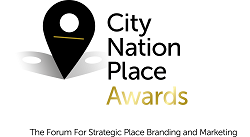 City
Nation
Place
Awards
The Forum For Strategic Place Branding and Marketing